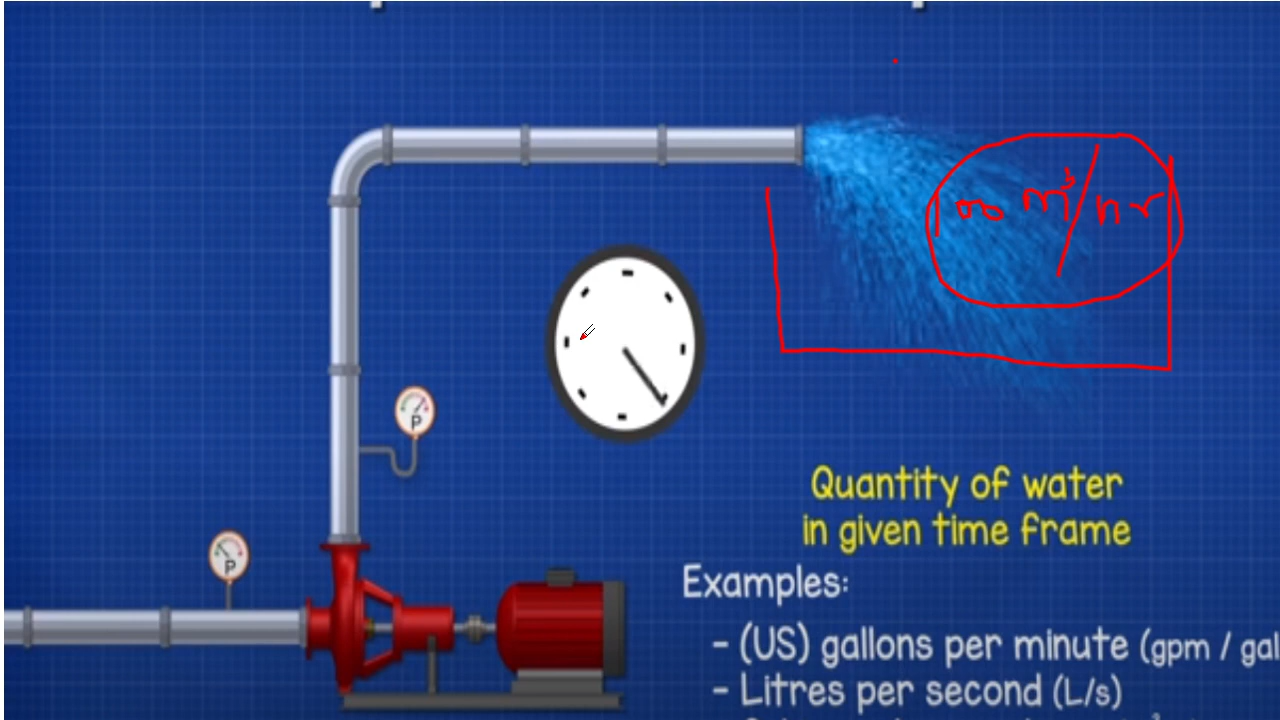 100 m³/hr
P
P
Quantity of water
in given time frame
Examples:
- (US) gallons per minute (gpm / gal
- Litres per second (L/s)